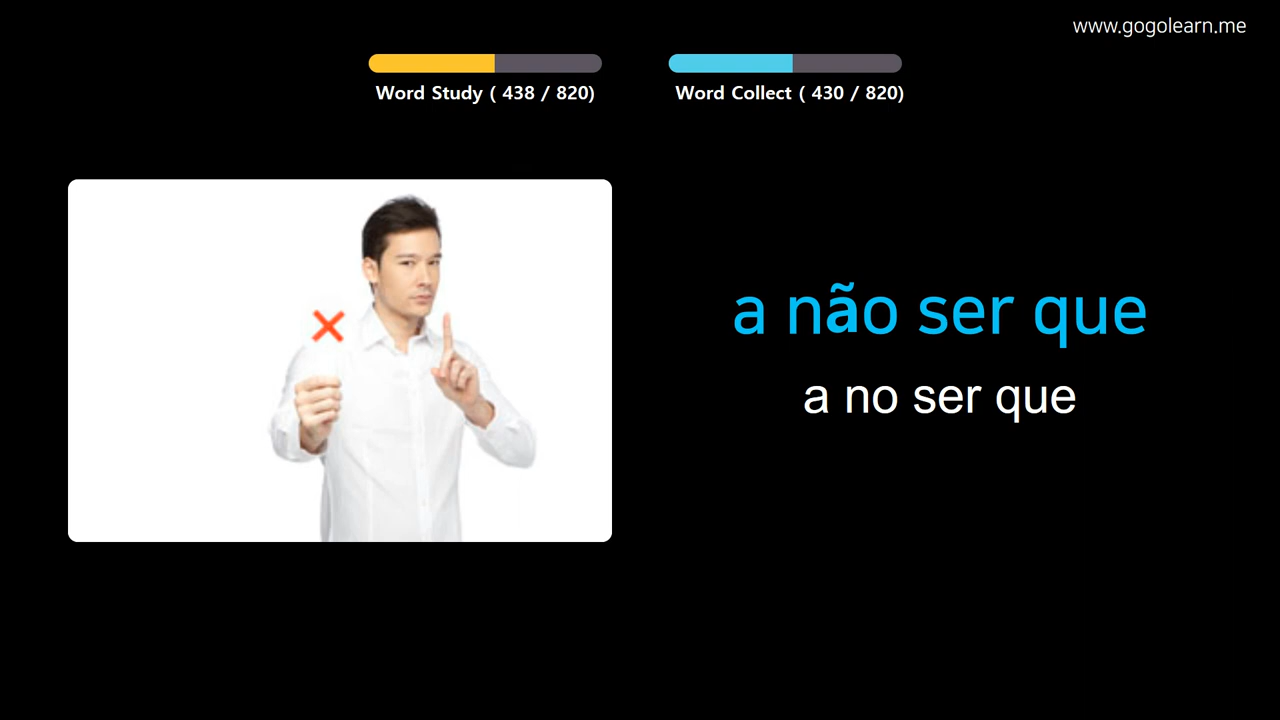 www.gogolearn.me
Word Study ( 438 / 820)
Word Collect ( 430 / 820)
a não ser que
a no ser que